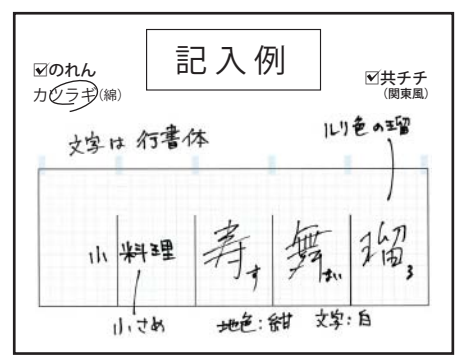 記入例
☑のれん
カツラギ(綿)
☑共チチ
(関東風)
文字は 行書体
ルリ色の瑠
小料理 寿 舞 瑠
す まい る
小さめ
地色:紺 文字:白